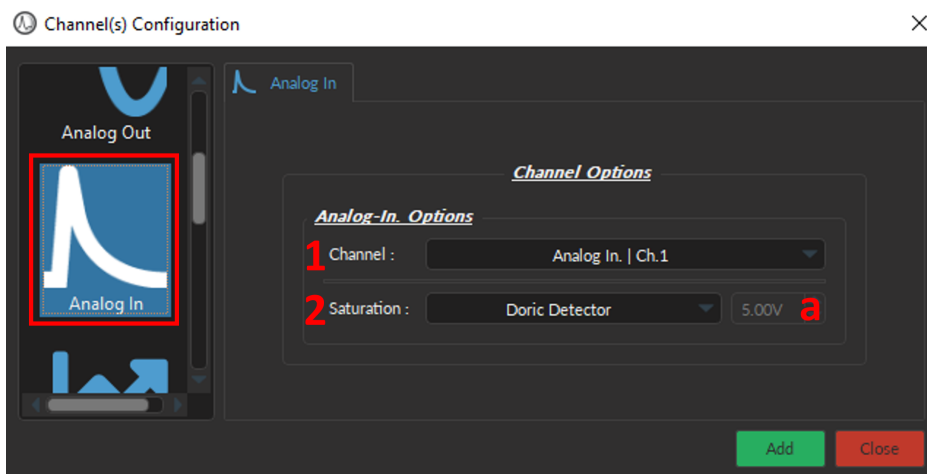 Channel(s) Configuration
Analog Out
Analog In
Analog In
Channel Options
Analog-In. Options
1 Channel : Analog In. | Ch.1
2 Saturation : Doric Detector 5.00V a
Add Close